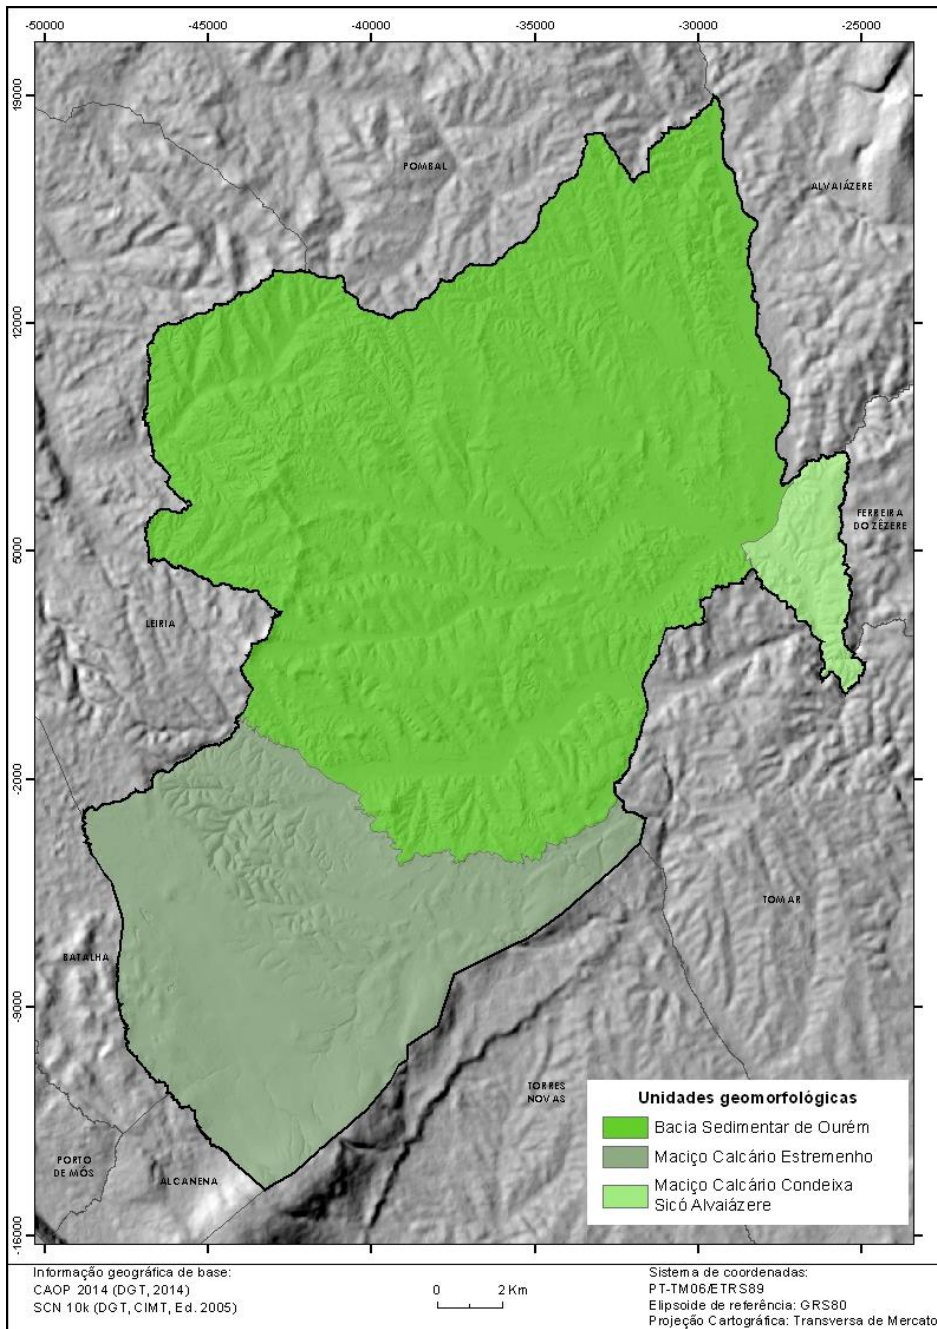 -50000
-45000
-40000
-35000
-30000
-25000
19000
12000
5000
-2000
-9000
-16000
POMBAL
ALVAIÁZERE
FERREIRA
DO ZÊZERE
LEIRIA
TOMAR
BATALHA
TORRES
NOVAS
PORTO
DE MÓS
ALCANENA
Unidades geomorfológicas
Bacia Sedimentar de Ourém
Maciço Calcário Estremenho
Maciço Calcário Condeixa
Sicó Alvaiázere
Informação geográfica de base:
CAOP 2014 (DGT, 2014)
SCN 10k (DGT, CIMT, Ed. 2005)
0 2 Km
Sistema de coordenadas:
PT-TM06/ETRS89
Elipsoide de referência: GRS80
Projeção Cartográfica: Transversa de Mercato